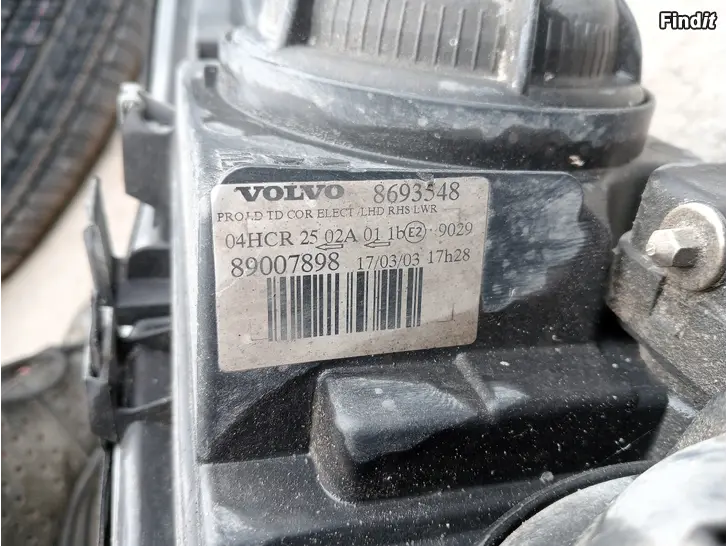 Findit
VOLVO 8693548
PROJ.D TD COR ELECT /LHD RHS LWR
04HCR 25 02A 01 1b E2 9029
89007898 17/03/03 17h28